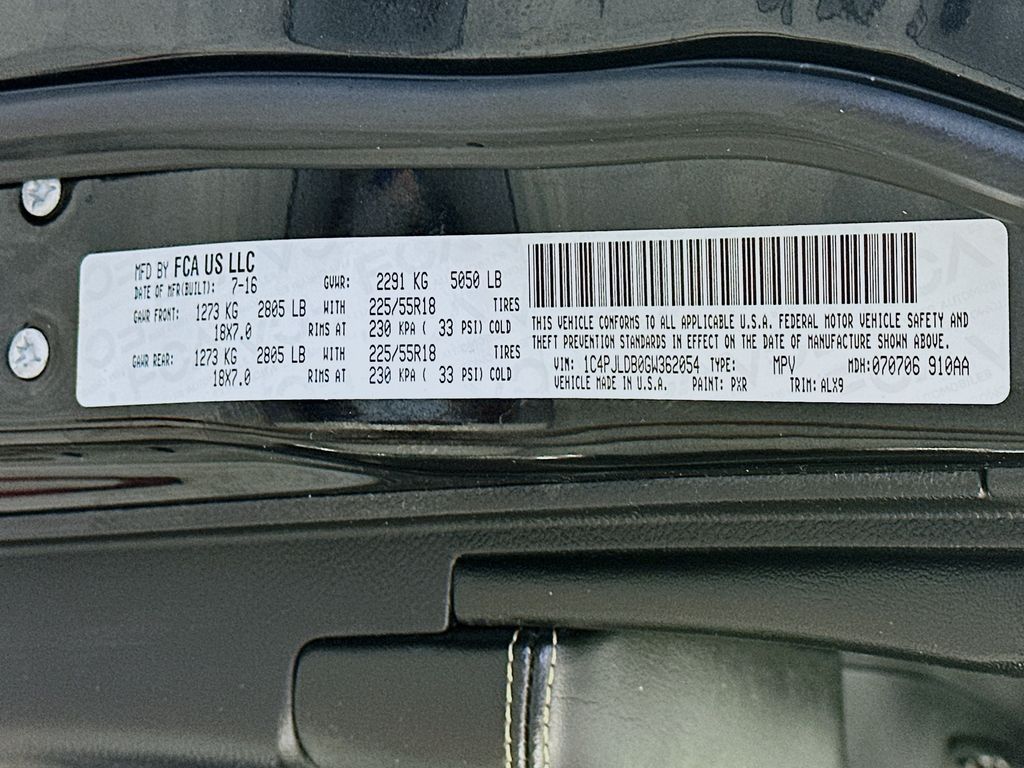 MFD BY FCA US LLC
DATE OF MFR(BUILT): 7-16 GVWR: 2291 KG 5050 LB
GAWR FRONT: 1273 KG 2805 LB WITH 225/55R18 TIRES
18X7.0 RIMS AT 230 KPA ( 33 PSI) COLD
GAWR REAR: 1273 KG 2805 LB WITH 225/55R18 TIRES
18X7.0 RIMS AT 230 KPA ( 33 PSI) COLD
THIS VEHICLE CONFORMS TO ALL APPLICABLE U.S.A. FEDERAL MOTOR VEHICLE SAFETY AND
THEFT PREVENTION STANDARDS IN EFFECT ON THE DATE OF MANUFACTURE SHOWN ABOVE.
VIN: 1C4PJLDB0GW362054 TYPE: MPV MDH: 070706 910AA
VEHICLE MADE IN U.S.A. PAINT: PXR TRIM: ALX9